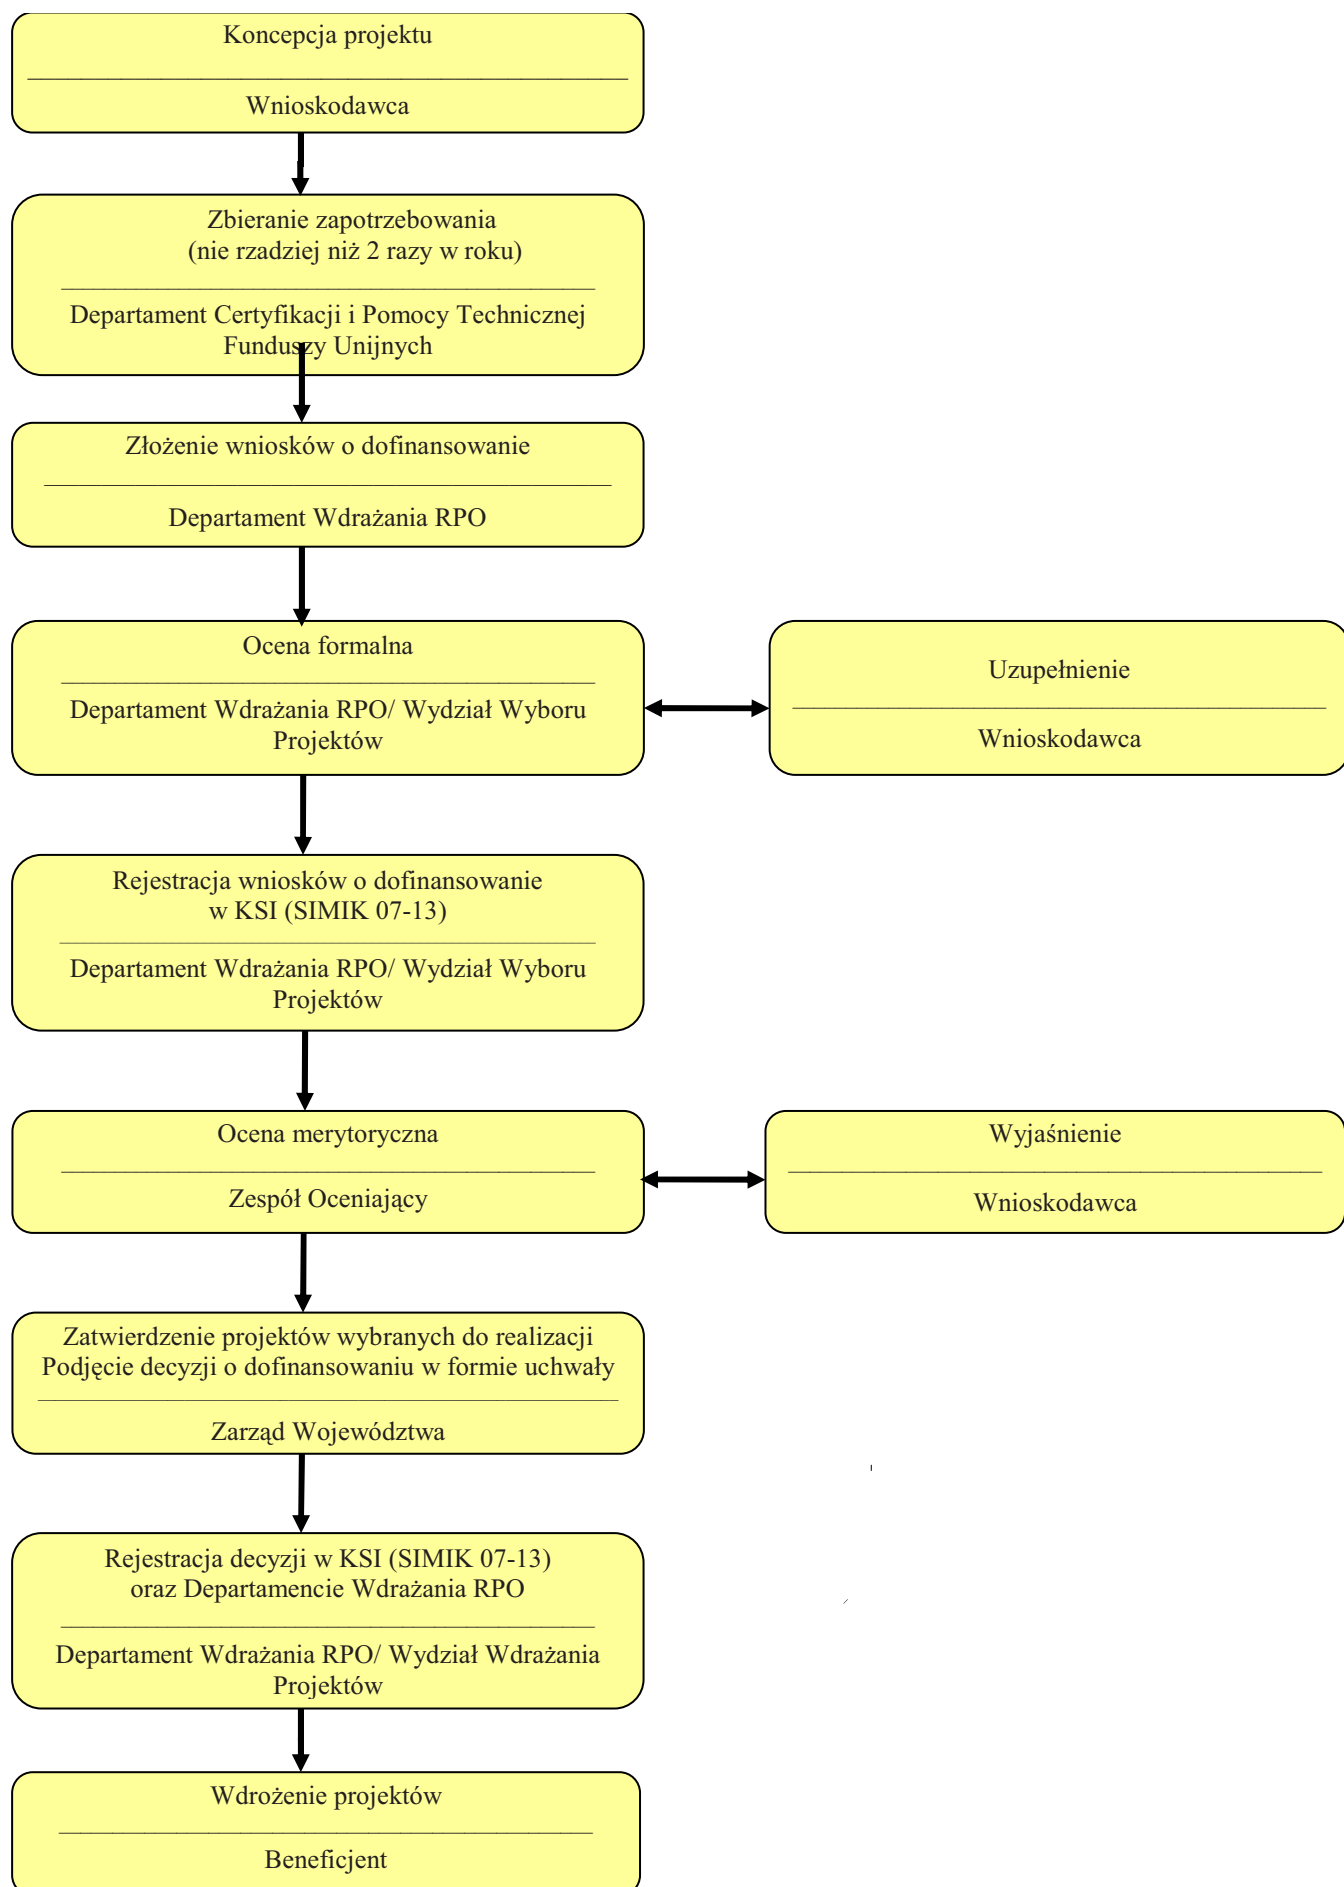 Koncepcja projektu
Wnioskodawca
Zbieranie zapotrzebowania
(nie rzadziej niż 2 razy w roku)
Departament Certyfikacji i Pomocy Technicznej
Funduszy Unijnych
Złożenie wniosków o dofinansowanie
Departament Wdrażania RPO
Ocena formalna
Departament Wdrażania RPO/ Wydział Wyboru
Projektów
Uzupełnienie
Wnioskodawca
Rejestracja wniosków o dofinansowanie
w KSI (SIMIK 07-13)
Departament Wdrażania RPO/ Wydział Wyboru
Projektów
Ocena merytoryczna
Zespół Oceniający
Wyjaśnienie
Wnioskodawca
Zatwierdzenie projektów wybranych do realizacji
Podjęcie decyzji o dofinansowaniu w formie uchwały
Zarząd Województwa
Rejestracja decyzji w KSI (SIMIK 07-13)
oraz Departamencie Wdrażania RPO
Departament Wdrażania RPO/ Wydział Wdrażania
Projektów
Wdrożenie projektów
Beneficjent